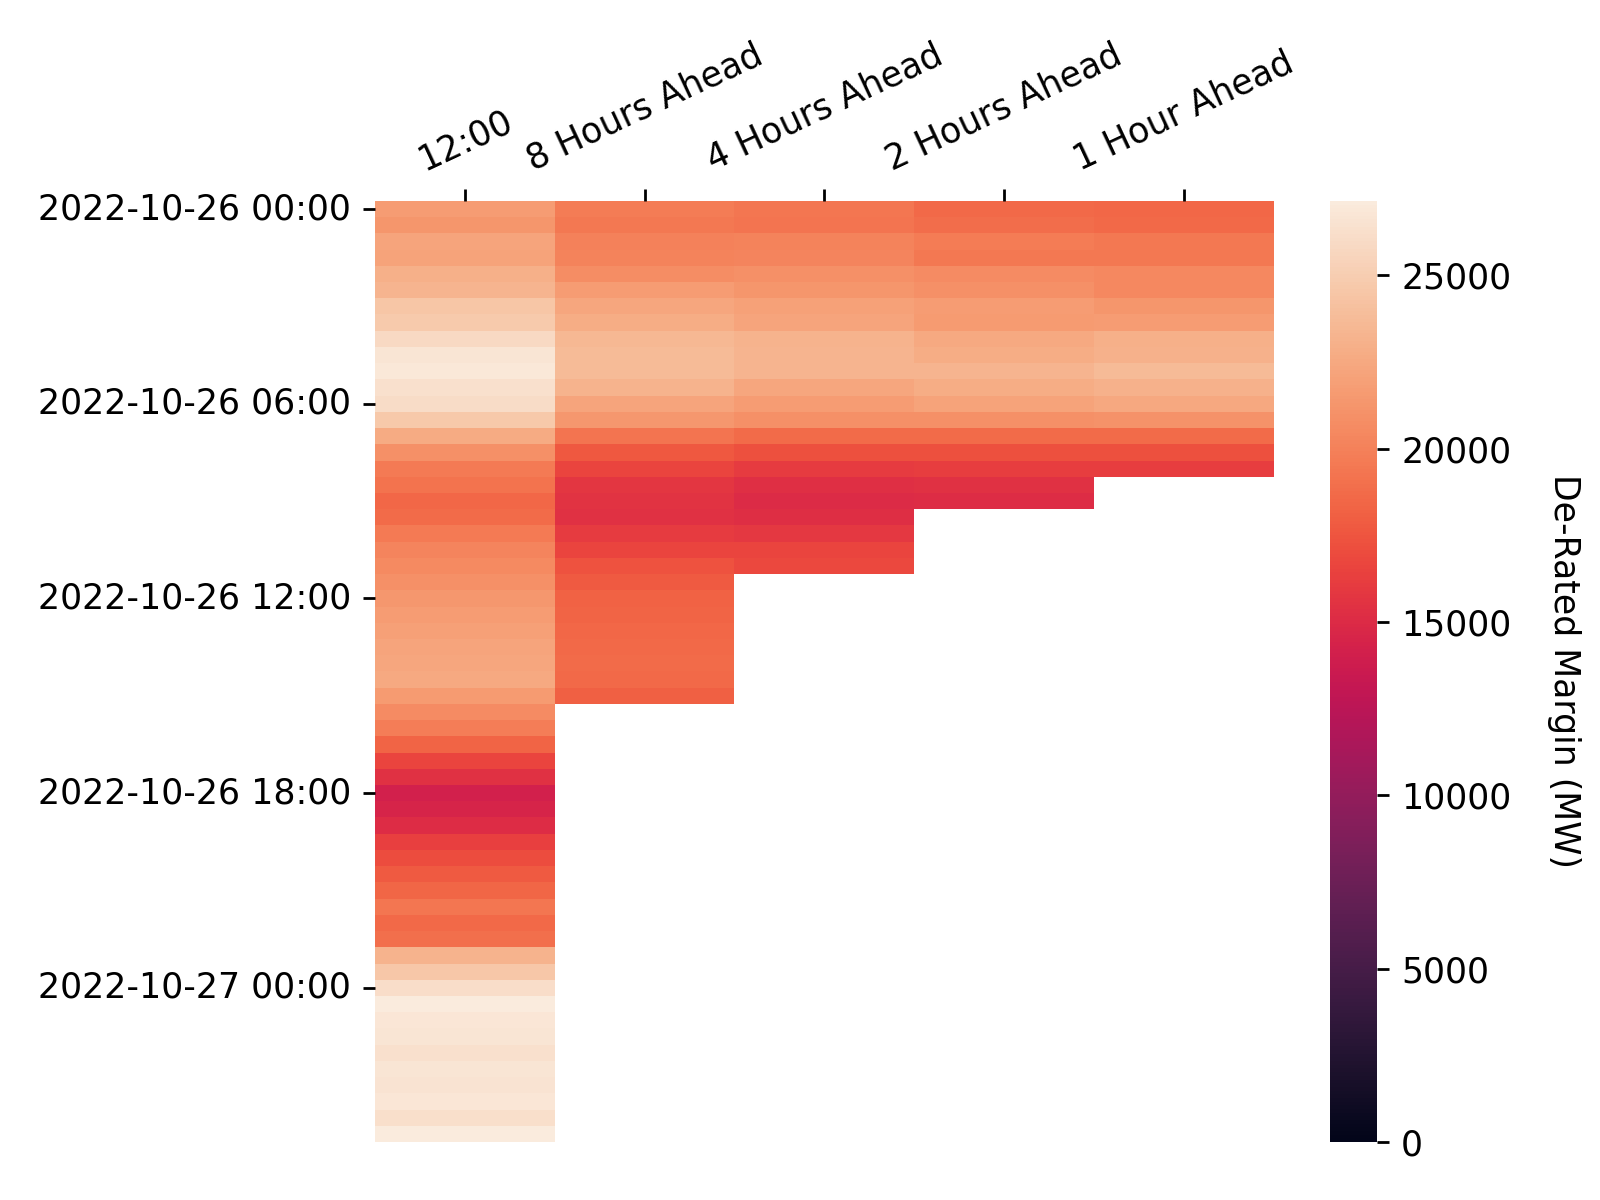 12:00
8 Hours Ahead
4 Hours Ahead
2 Hours Ahead
1 Hour Ahead
2022-10-26 00:00
2022-10-26 06:00
2022-10-26 12:00
2022-10-26 18:00
2022-10-27 00:00
25000
20000
15000
10000
5000
0
De-Rated Margin (MW)